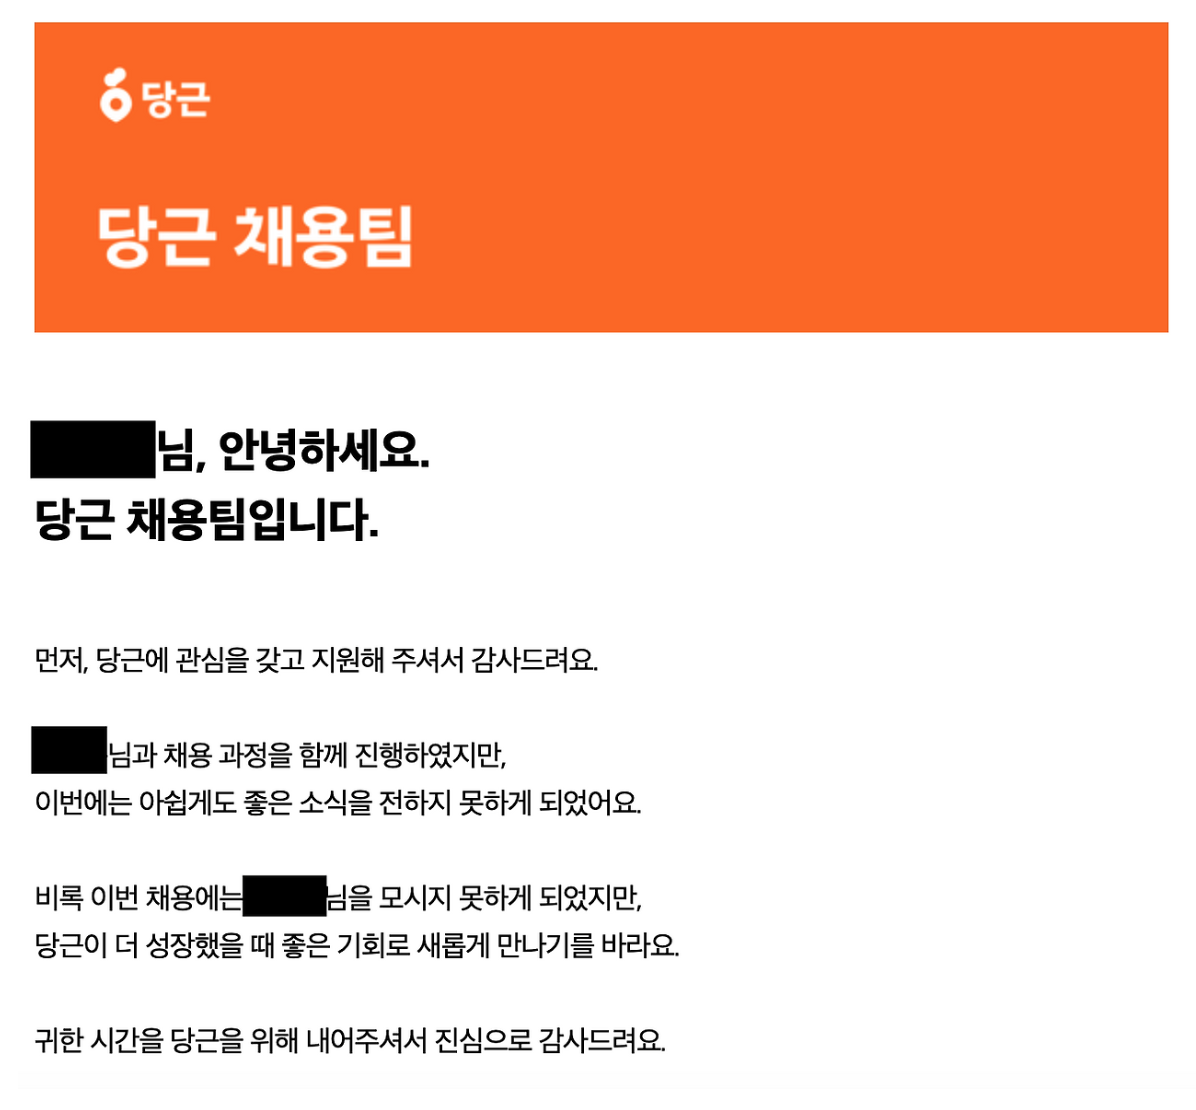 당근
당근 채용팀
님, 안녕하세요.
당근 채용팀입니다.
먼저, 당근에 관심을 갖고 지원해 주셔서 감사드려요.
님과 채용 과정을 함께 진행하였지만,
이번에는 아쉽게도 좋은 소식을 전하지 못하게 되었어요.
비록 이번 채용에는 님을 모시지 못하게 되었지만,
당근이 더 성장했을 때 좋은 기회로 새롭게 만나기를 바라요.
귀한 시간을 당근을 위해 내어주셔서 진심으로 감사드려요.